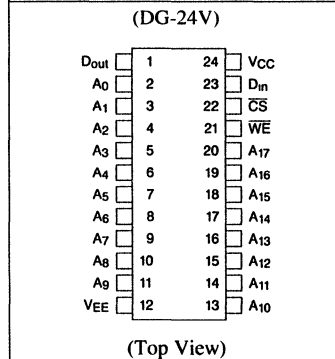 (DG-24V)
Dout 1 24 VCC
A0 2 23 Din
A1 3 22 C̅S̅
A2 4 21 W̅E̅
A3 5 20 A17
A4 6 19 A16
A5 7 18 A15
A6 8 17 A14
A7 9 16 A13
A8 10 15 A12
A9 11 14 A11
VEE 12 13 A10
(Top View)